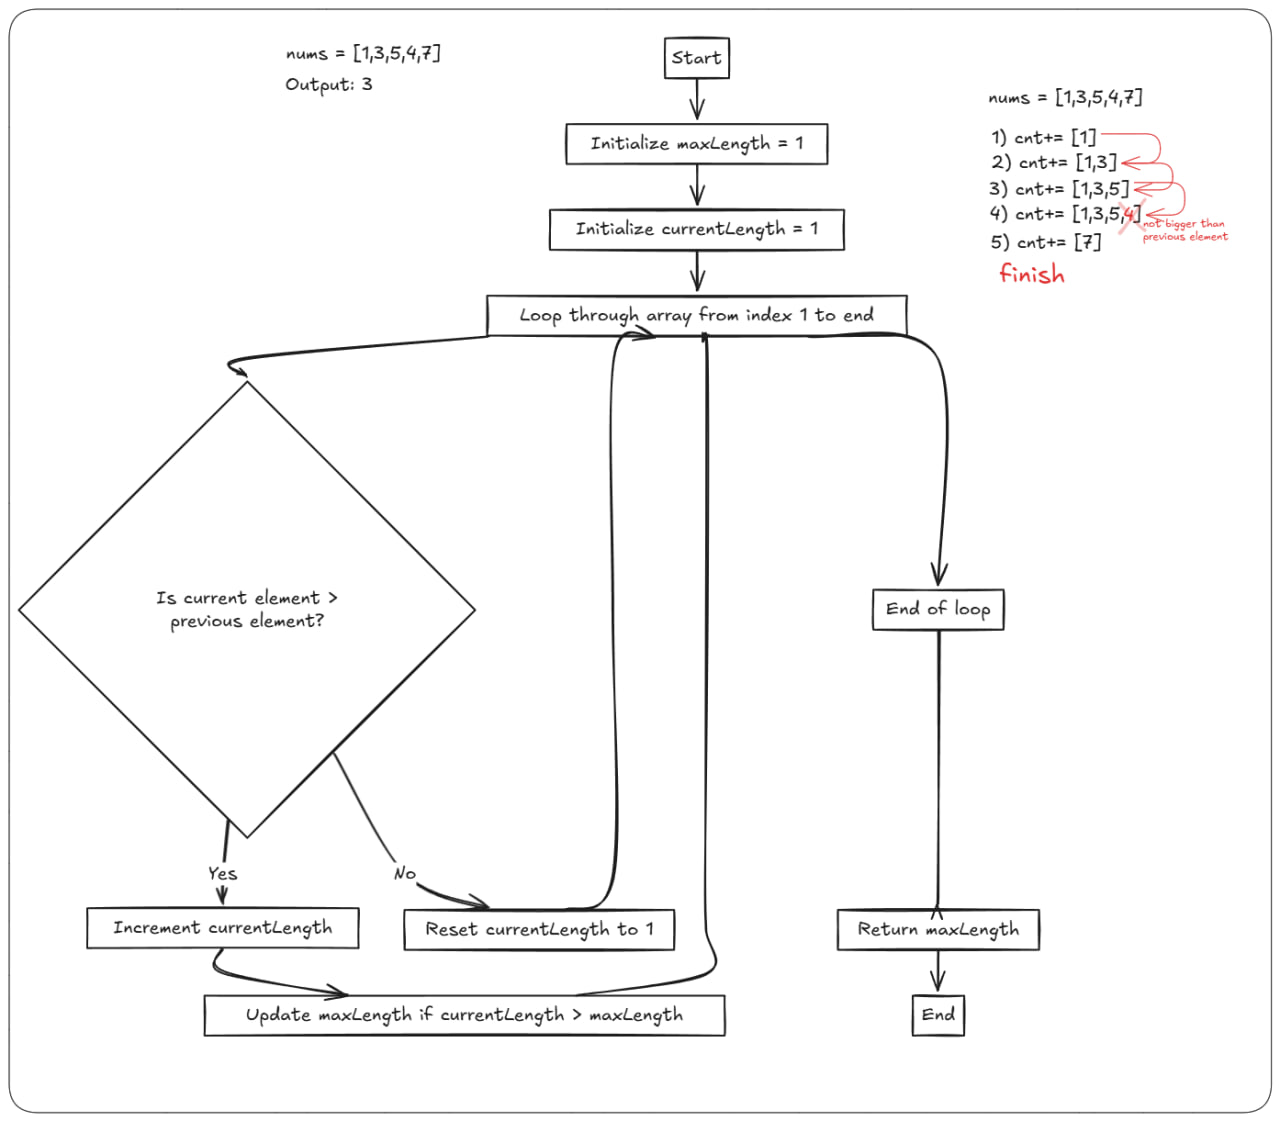 nums = [1,3,5,4,7]
Output: 3
Start
Initialize maxLength = 1
Initialize currentLength = 1
Loop through array from index 1 to end
nums = [1,3,5,4,7]
1) cnt+= [1]
2) cnt+= [1,3]
3) cnt+= [1,3,5]
4) cnt+= [1,3,5,4]
not bigger than
previous element
5) cnt+= [7]
finish
Is current element >
previous element?
End of loop
Yes
No
Increment currentLength
Reset currentLength to 1
Return maxLength
Update maxLength if currentLength > maxLength
End